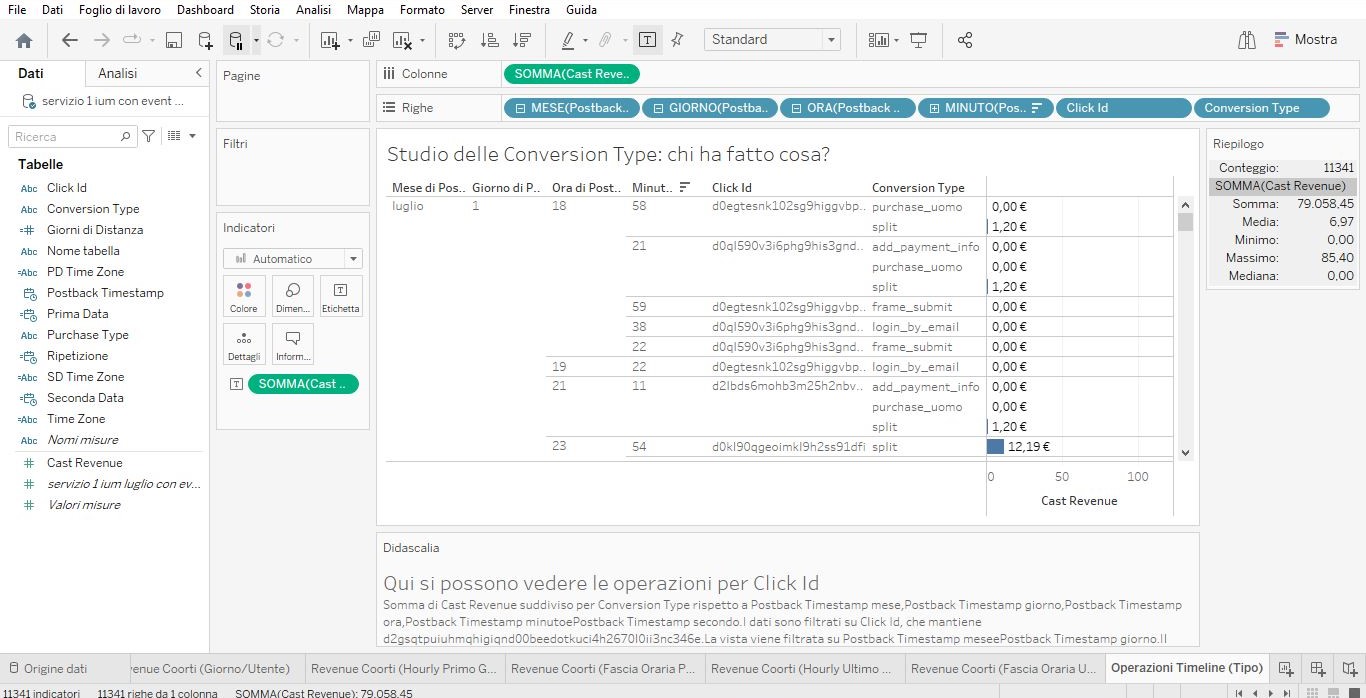 File Dati Foglio di lavoro Dashboard Storia Analisi Mappa Formato Server Finestra Guida
Standard Mostra
Dati Analisi
servizio 1 ium con event ...
Ricerca
Tabelle
Abc Click Id
Abc Conversion Type
=# Giorni di Distanza
Abc Nome tabella
=Abc PD Time Zone
Postback Timestamp
Prima Data
Abc Purchase Type
Ripetizione
=Abc SD Time Zone
Seconda Data
=Abc Time Zone
Abc Nomi misure
# Cast Revenue
# servizio 1 ium luglio con ev...
# Valori misure
Pagine
Filtri
Indicatori
Automatico
Colore Dimen... Etichetta
Dettagli Inform...
SOMMA(Cast ..
Colonne SOMMA(Cast Reve..
Righe MESE(Postback.. GIORNO(Postba.. ORA(Postback .. MINUTO(Pos.. Click Id Conversion Type
Studio delle Conversion Type: chi ha fatto cosa?
Mese di Pos.. Giorno di P.. Ora di Post.. Minut.. Click Id Conversion Type
luglio 1 18 58 d0egtesnk102sg9higgvbp.. purchase_uomo 0,00 €
split 1,20 €
21 d0ql590v3i6phg9his3gnd.. add_payment_info 0,00 €
purchase_uomo 0,00 €
split 1,20 €
59 d0egtesnk102sg9higgvbp.. frame_submit 0,00 €
38 d0ql590v3i6phg9his3gnd.. login_by_email 0,00 €
22 d0ql590v3i6phg9his3gnd.. frame_submit 0,00 €
19 22 d0egtesnk102sg9higgvbp.. login_by_email 0,00 €
21 11 d2lbds6mohb3m25h2nbv.. add_payment_info 0,00 €
purchase_uomo 0,00 €
split 1,20 €
23 54 d0kl90qgeoimkl9h2ss91dfi split 12,19 €
0 50 100
Cast Revenue
Riepilogo
Conteggio: 11341
SOMMA(Cast Revenue)
Somma: 79.058,45
Media: 6,97
Minimo: 0,00
Massimo: 85,40
Mediana: 0,00
Didascalia
Qui si possono vedere le operazioni per Click Id
Somma di Cast Revenue suddiviso per Conversion Type rispetto a Postback Timestamp mese,Postback Timestamp giorno,Postback Timestamp
ora,Postback Timestamp minutoePostback Timestamp secondo.I dati sono filtrati su Click Id, che mantiene
d2gsqtpuiuhmqhigiqnd00beedotkuci4h2670l0ii3nc346e.La vista viene filtrata su Postback Timestamp meseePostback Timestamp giorno.Il
Origine dati enue Coorti (Giorno/Utente) Revenue Coorti (Hourly Primo G... Revenue Coorti (Fascia Oraria P... Revenue Coorti (Hourly Ultimo ... Revenue Coorti (Fascia Oraria U... Operazioni Timeline (Tipo)
11341 indicatori 11341 righe da 1 colonna SOMMA(Cast Revenue): 79.058,45